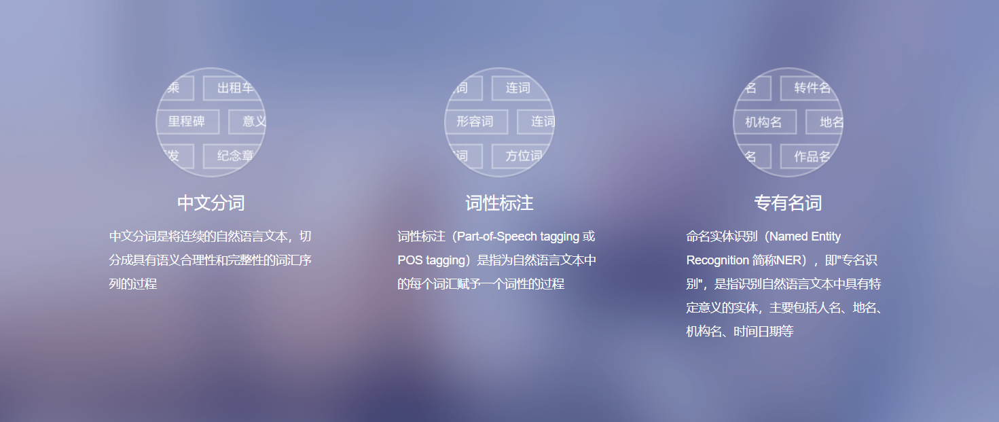 乘 出租车
里程碑 意义
发 纪念章
中文分词
中文分词是将连续的自然语言文本，切
分成具有语义合理性和完整性的词汇序
列的过程
词 连词
形容词 连词
词 方位词
词性标注
词性标注（Part-of-Speech tagging 或
POS tagging）是指为自然语言文本中
的每个词汇赋予一个词性的过程
名 转件名
机构名 地名
名 作品名
专有名词
命名实体识别（Named Entity
Recognition 简称NER），即"专名识
别"，是指识别自然语言文本中具有特
定意义的实体，主要包括人名、地名、
机构名、时间日期等